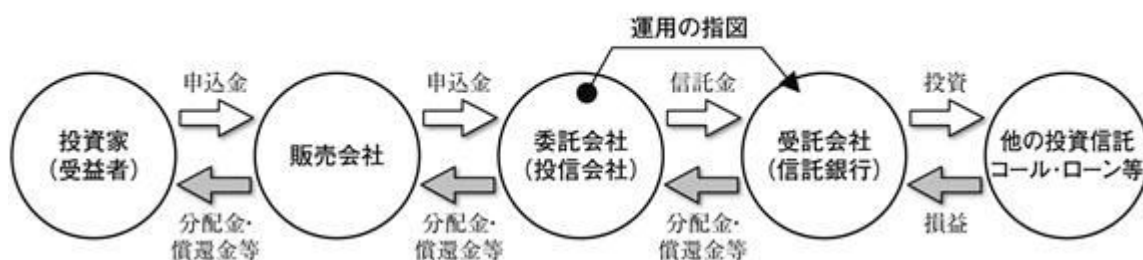 運用の指図
申込金
申込金
信託金
投資
投資家
(受益者)
販売会社
委託会社
(投信会社)
受託会社
(信託銀行)
他の投資信託
コール・ローン等
分配金・
償還金等
分配金・
償還金等
分配金・
償還金等
損益